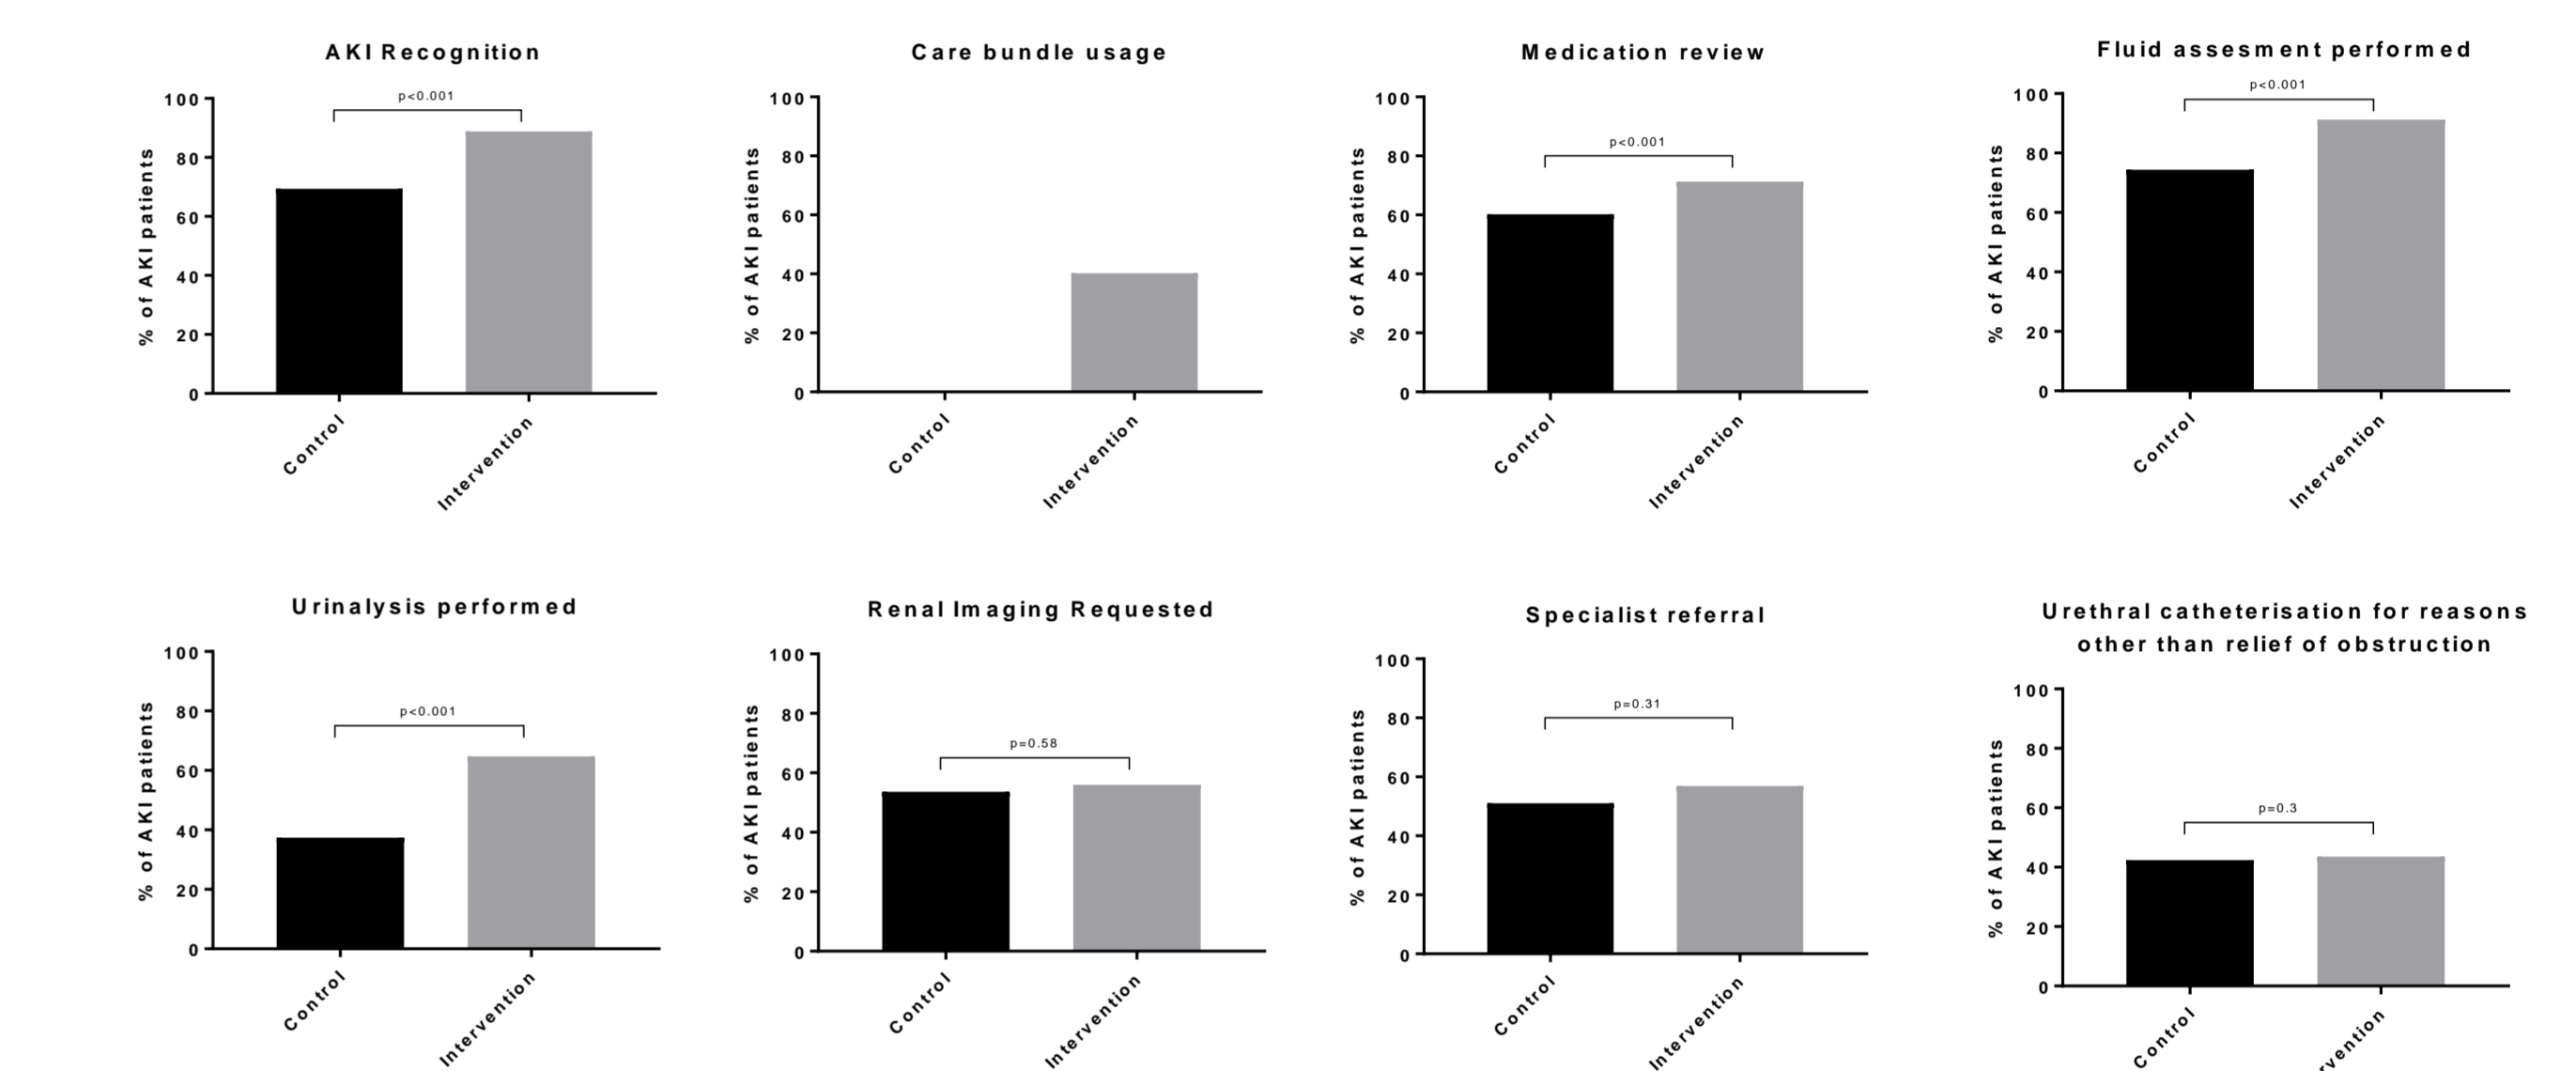 AKI Recognition
p<0.001
100
80
60
40
20
0
% of AKI patients
Control
Intervention
Care bundle usage
100
80
60
40
20
0
% of AKI patients
Control
Intervention
Medication review
p<0.001
100
80
60
40
20
0
% of AKI patients
Control
Intervention
Fluid assesment performed
p<0.001
100
80
60
40
20
0
% of AKI patients
Control
Intervention
Urinalysis performed
p<0.001
100
80
60
40
20
0
% of AKI patients
Control
Intervention
Renal Imaging Requested
p=0.58
100
80
60
40
20
0
% of AKI patients
Control
Intervention
Specialist referral
p=0.31
100
80
60
40
20
0
% of AKI patients
Control
Intervention
Urethral catheterisation for reasons
other than relief of obstruction
p=0.3
100
80
60
40
20
0
% of AKI patients
Control
rvention